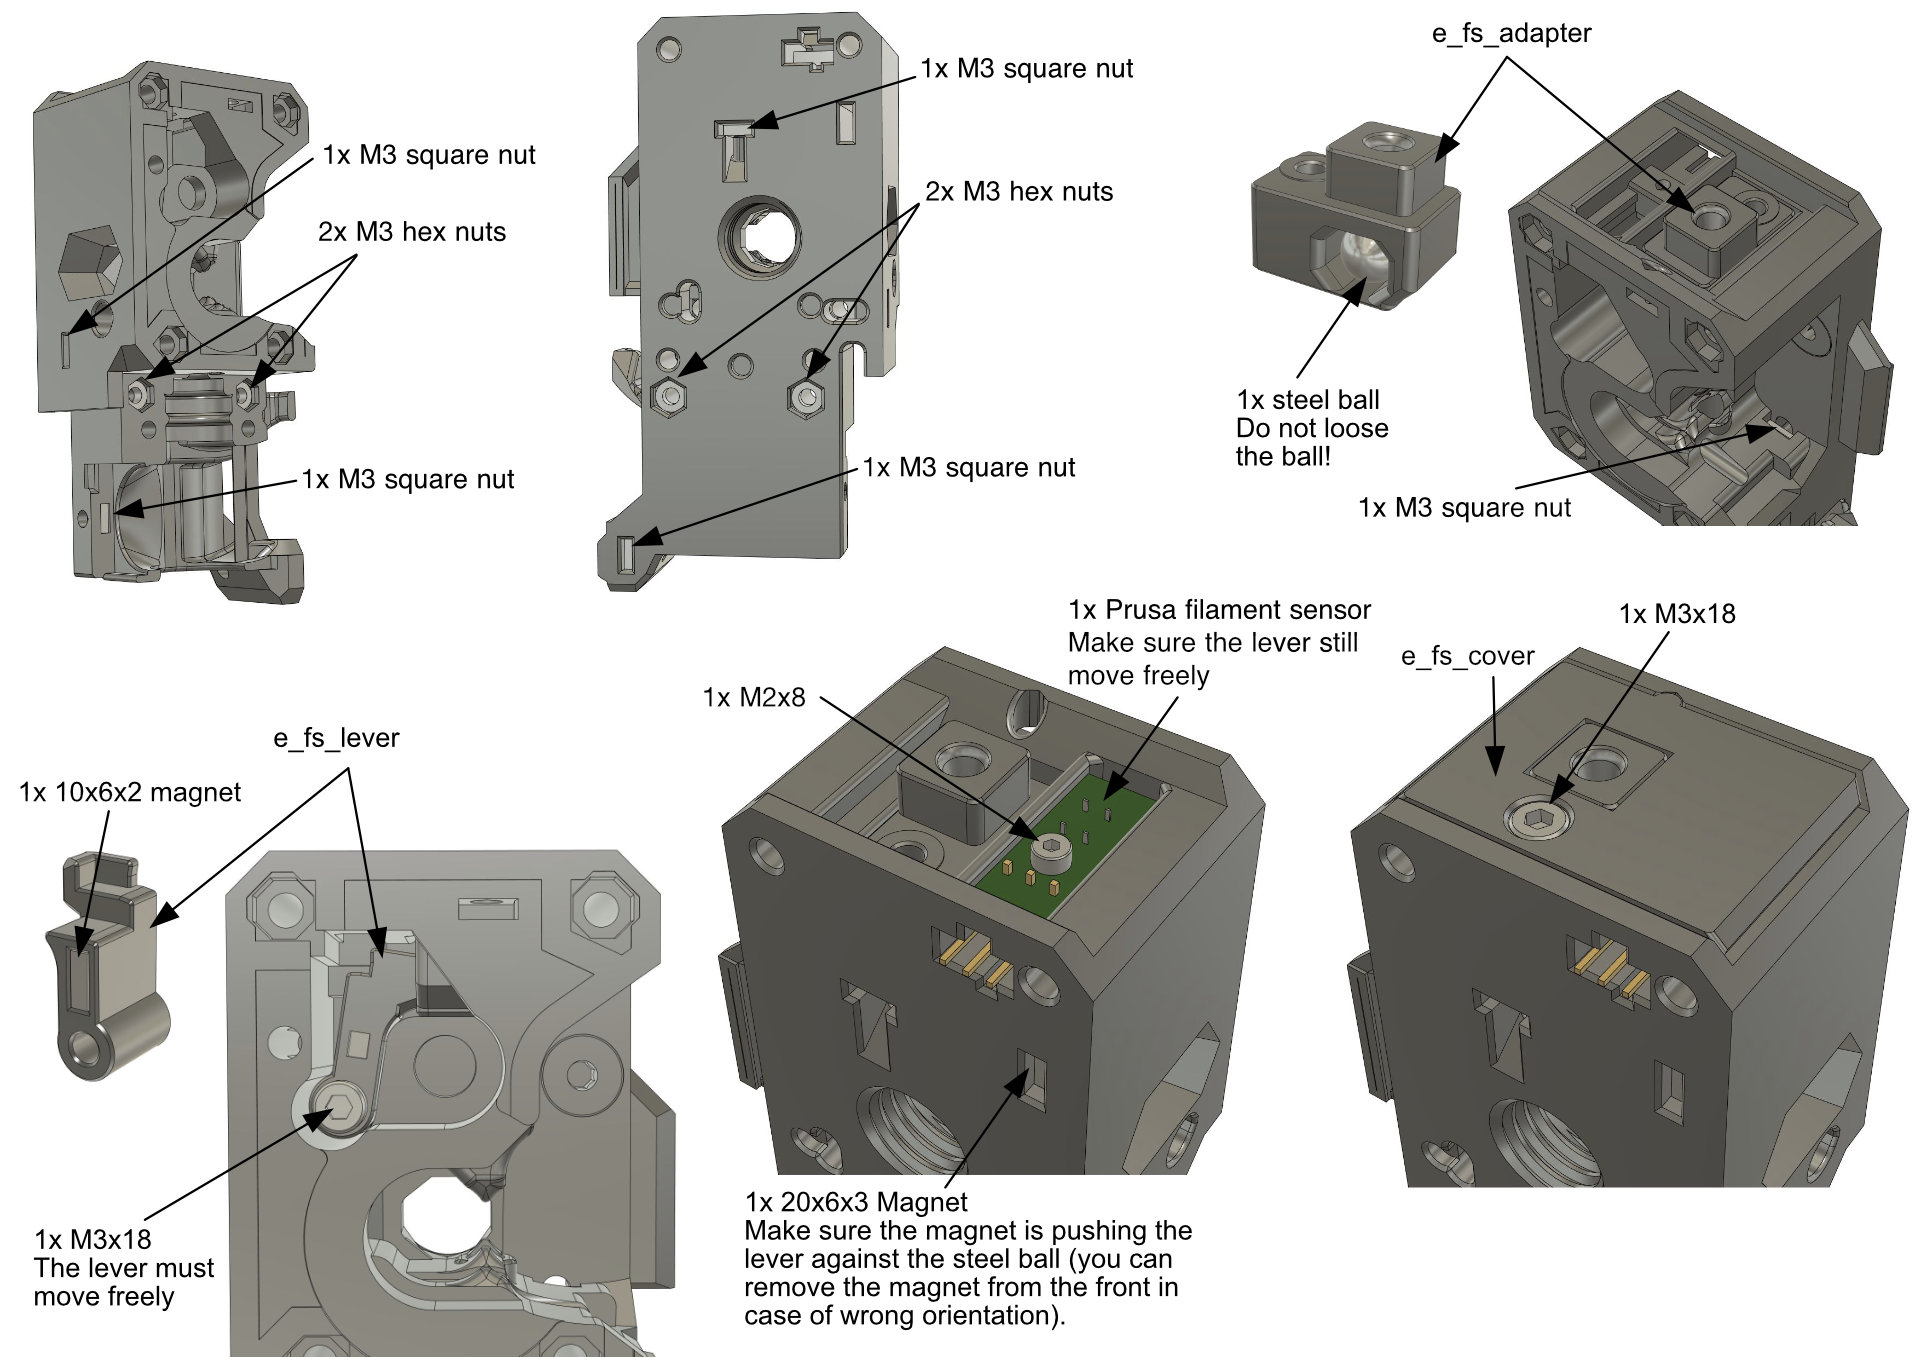 1x M3 square nut
2x M3 hex nuts
1x M3 square nut
1x M3 square nut
2x M3 hex nuts
1x M3 square nut
e_fs_adapter
1x steel ball
Do not loose
the ball!
1x M3 square nut
e_fs_lever
1x 10x6x2 magnet
1x M3x18
The lever must
move freely
1x Prusa filament sensor
Make sure the lever still
move freely
1x M2x8
1x 20x6x3 Magnet
Make sure the magnet is pushing the
lever against the steel ball (you can
remove the magnet from the front in
case of wrong orientation).
1x M3x18
e_fs_cover